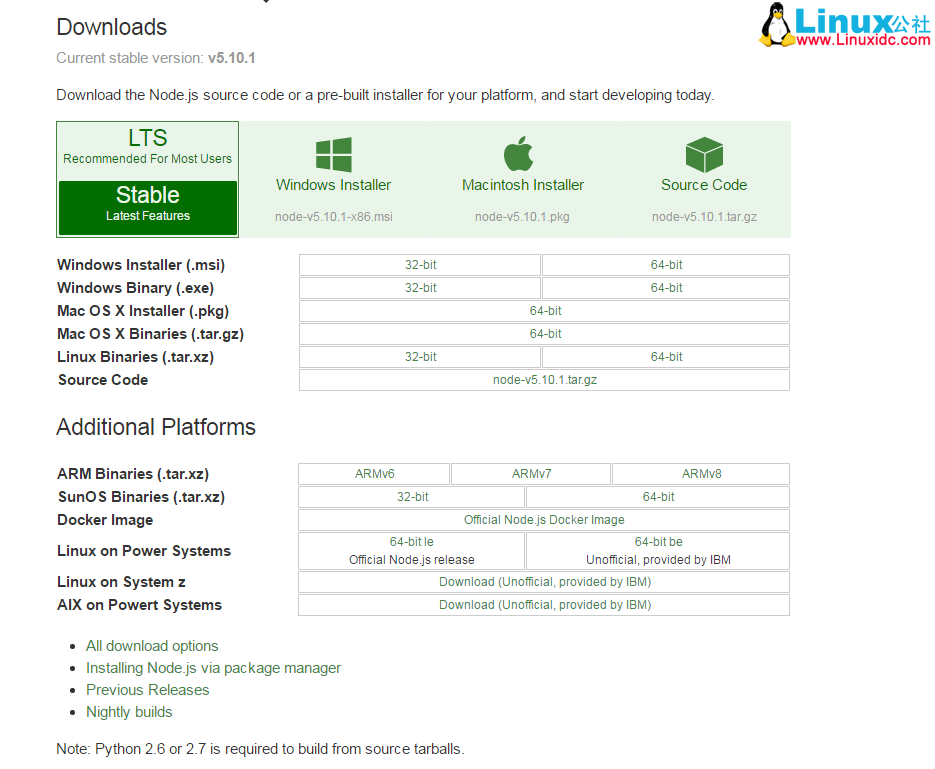 Linux公社
www.Linuxidc.com
Downloads
Current stable version: v5.10.1
Download the Node.js source code or a pre-built installer for your platform, and start developing today.
LTS
Recommended For Most Users
Stable
Latest Features
Windows Installer
node-v5.10.1-x86.msi
Macintosh Installer
node-v5.10.1.pkg
Source Code
node-v5.10.1.tar.gz
Windows Installer (.msi) 32-bit 64-bit
Windows Binary (.exe) 32-bit 64-bit
Mac OS X Installer (.pkg) 64-bit
Mac OS X Binaries (.tar.gz) 64-bit
Linux Binaries (.tar.xz) 32-bit 64-bit
Source Code node-v5.10.1.tar.gz
Additional Platforms
ARM Binaries (.tar.xz) ARMv6 ARMv7 ARMv8
SunOS Binaries (.tar.xz) 32-bit 64-bit
Docker Image Official Node.js Docker Image
Linux on Power Systems
64-bit le
Official Node.js release
64-bit be
Unofficial, provided by IBM
Linux on System z Download (Unofficial, provided by IBM)
AIX on Powert Systems Download (Unofficial, provided by IBM)
All download options
Installing Node.js via package manager
Previous Releases
Nightly builds
Note: Python 2.6 or 2.7 is required to build from source tarballs.